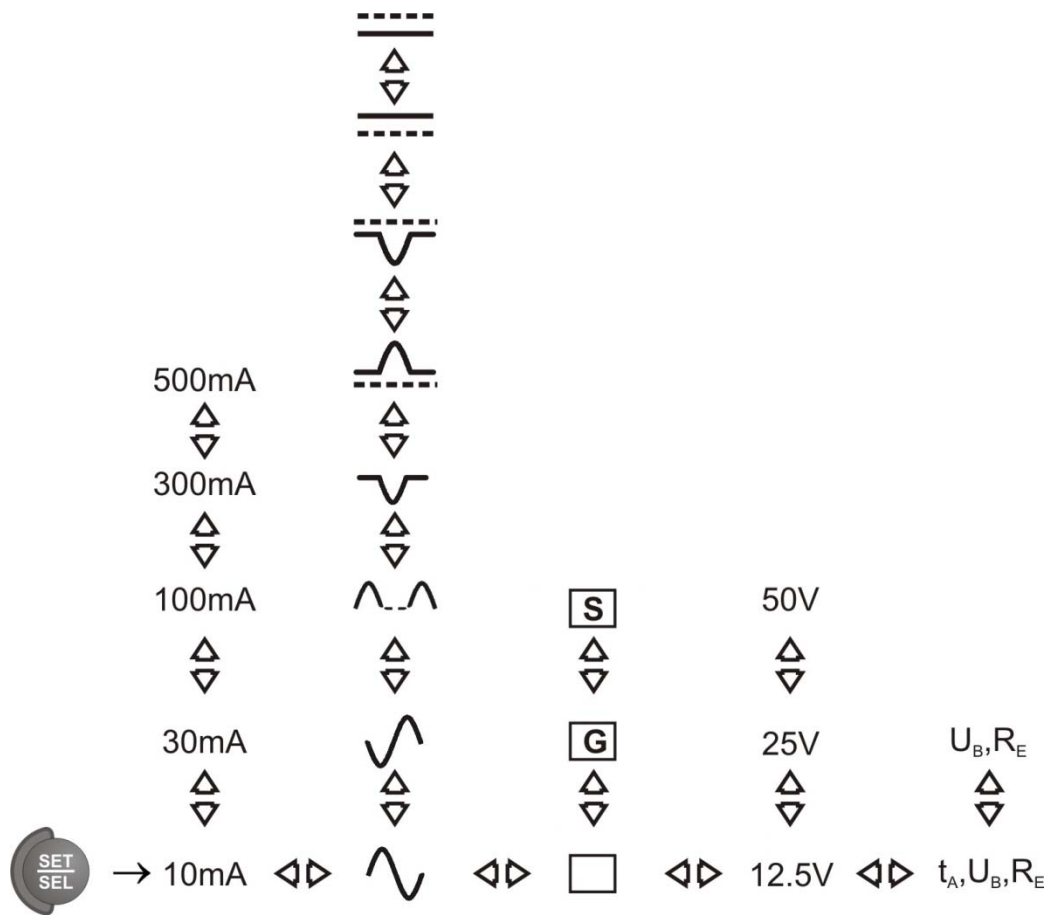 500mA
300mA
100mA S 50V
30mA G 25V U_B,R_E
SET
SEL
→ 10mA 12.5V t_A,U_B,R_E